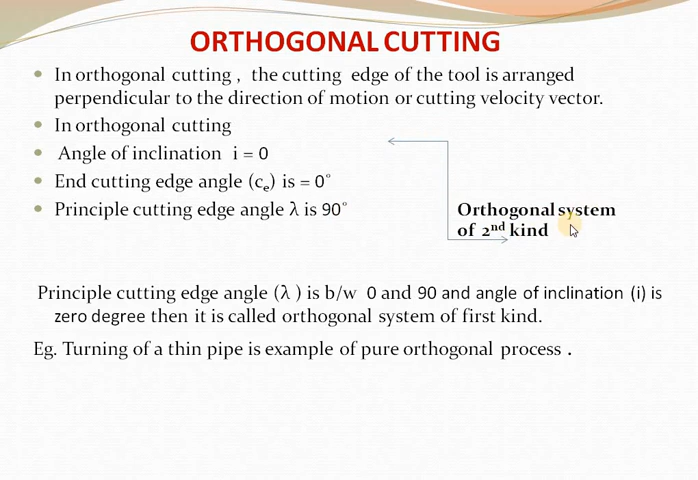 ORTHOGONAL CUTTING
In orthogonal cutting , the cutting edge of the tool is arranged
perpendicular to the direction of motion or cutting velocity vector.
In orthogonal cutting
Angle of inclination i = 0
End cutting edge angle (cₑ) is = 0°
Principle cutting edge angle λ is 90°
Orthogonal system
of 2nd kind
Principle cutting edge angle (λ ) is b/w 0 and 90 and angle of inclination (i) is
zero degree then it is called orthogonal system of first kind.
Eg. Turning of a thin pipe is example of pure orthogonal process .